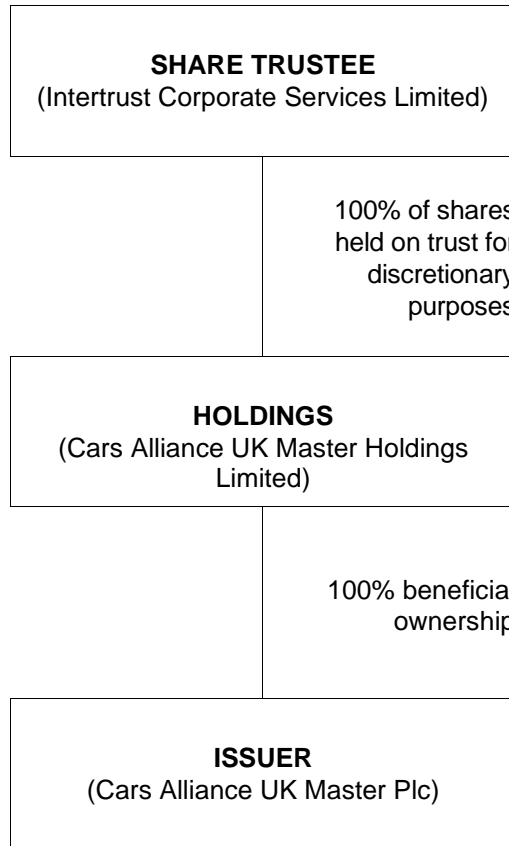 SHARE TRUSTEE
(Intertrust Corporate Services Limited)
100% of shares
held on trust for
discretionary
purposes
HOLDINGS
(Cars Alliance UK Master Holdings
Limited)
100% beneficial
ownership
ISSUER
(Cars Alliance UK Master Plc)